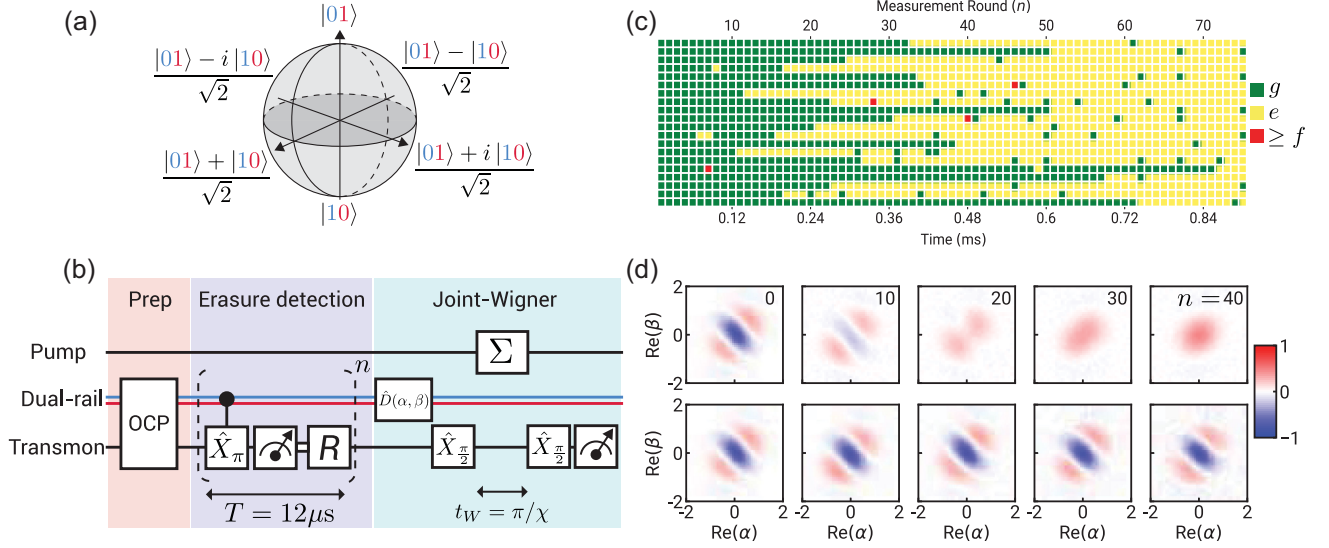 (a)
|01⟩
|01⟩ − i |10⟩
√2
|01⟩ − |10⟩
√2
|01⟩ + |10⟩
√2
|01⟩ + i |10⟩
√2
|10⟩
(b)
Prep
Erasure detection
Joint-Wigner
Pump
Dual-rail
Transmon
OCP
n
X̂π
R
T = 12μs
Σ
D̂(α, β)
X̂π/2
X̂π/2
t_W = π/χ
(c)
Measurement Round (n)
10 20 30 40 50 60 70
g
e
≥ f
0.12 0.24 0.36 0.48 0.6 0.72 0.84
Time (ms)
(d)
0 10 20 30 n = 40
2
0
−2
Re(β)
2
0
−2
Re(β)
−2 0 2 −2 0 2 −2 0 2 −2 0 2 −2 0 2
Re(α) Re(α) Re(α) Re(α) Re(α)
1
0
−1